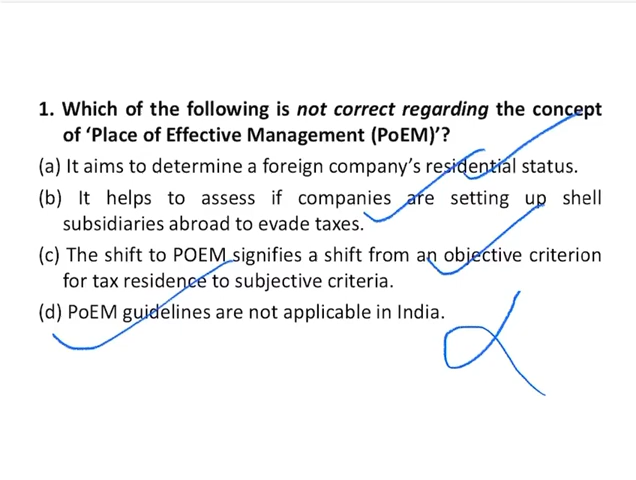 1. Which of the following is not correct regarding the concept
of ‘Place of Effective Management (PoEM)’?
(a) It aims to determine a foreign company’s residential status.
(b) It helps to assess if companies are setting up shell
subsidiaries abroad to evade taxes.
(c) The shift to POEM signifies a shift from an objective criterion
for tax residence to subjective criteria.
(d) PoEM guidelines are not applicable in India.